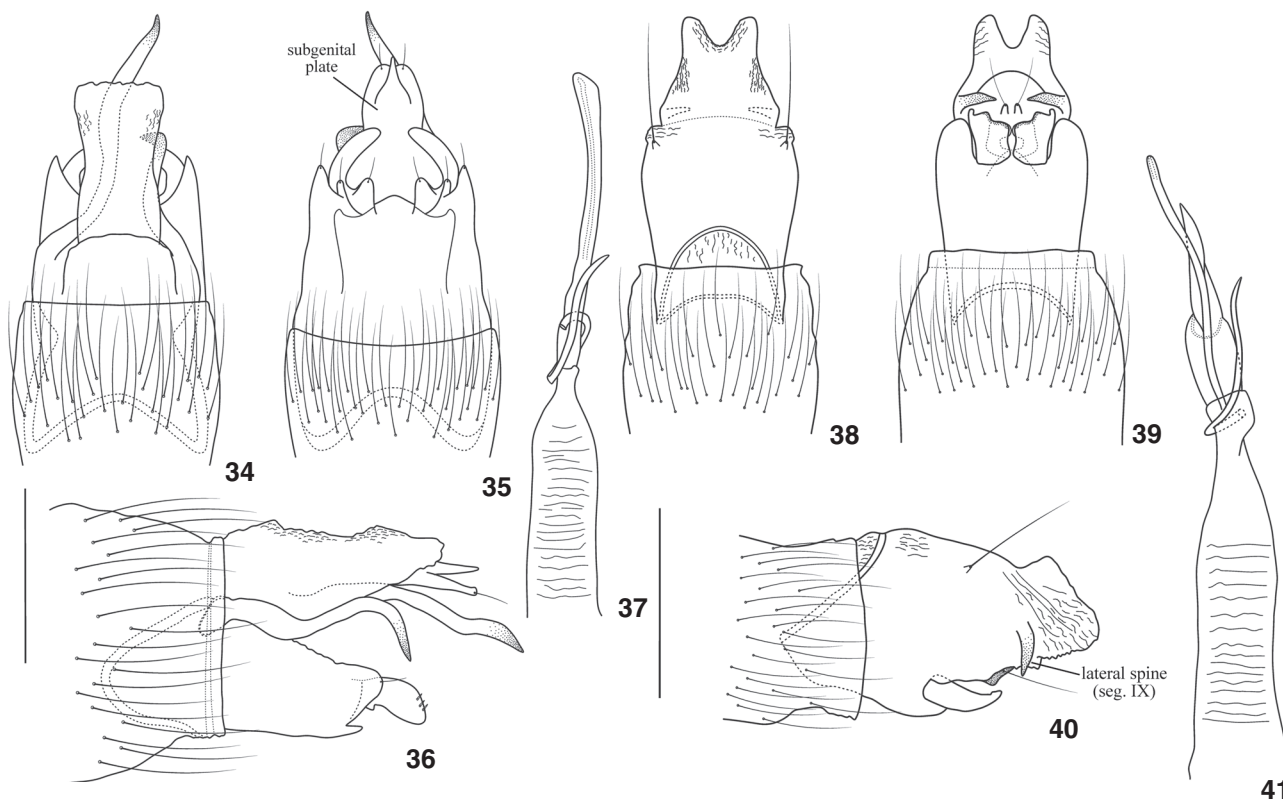 subgenital
plate
34
35
38
39
37
36
lateral spine
(seg. IX)
40
41